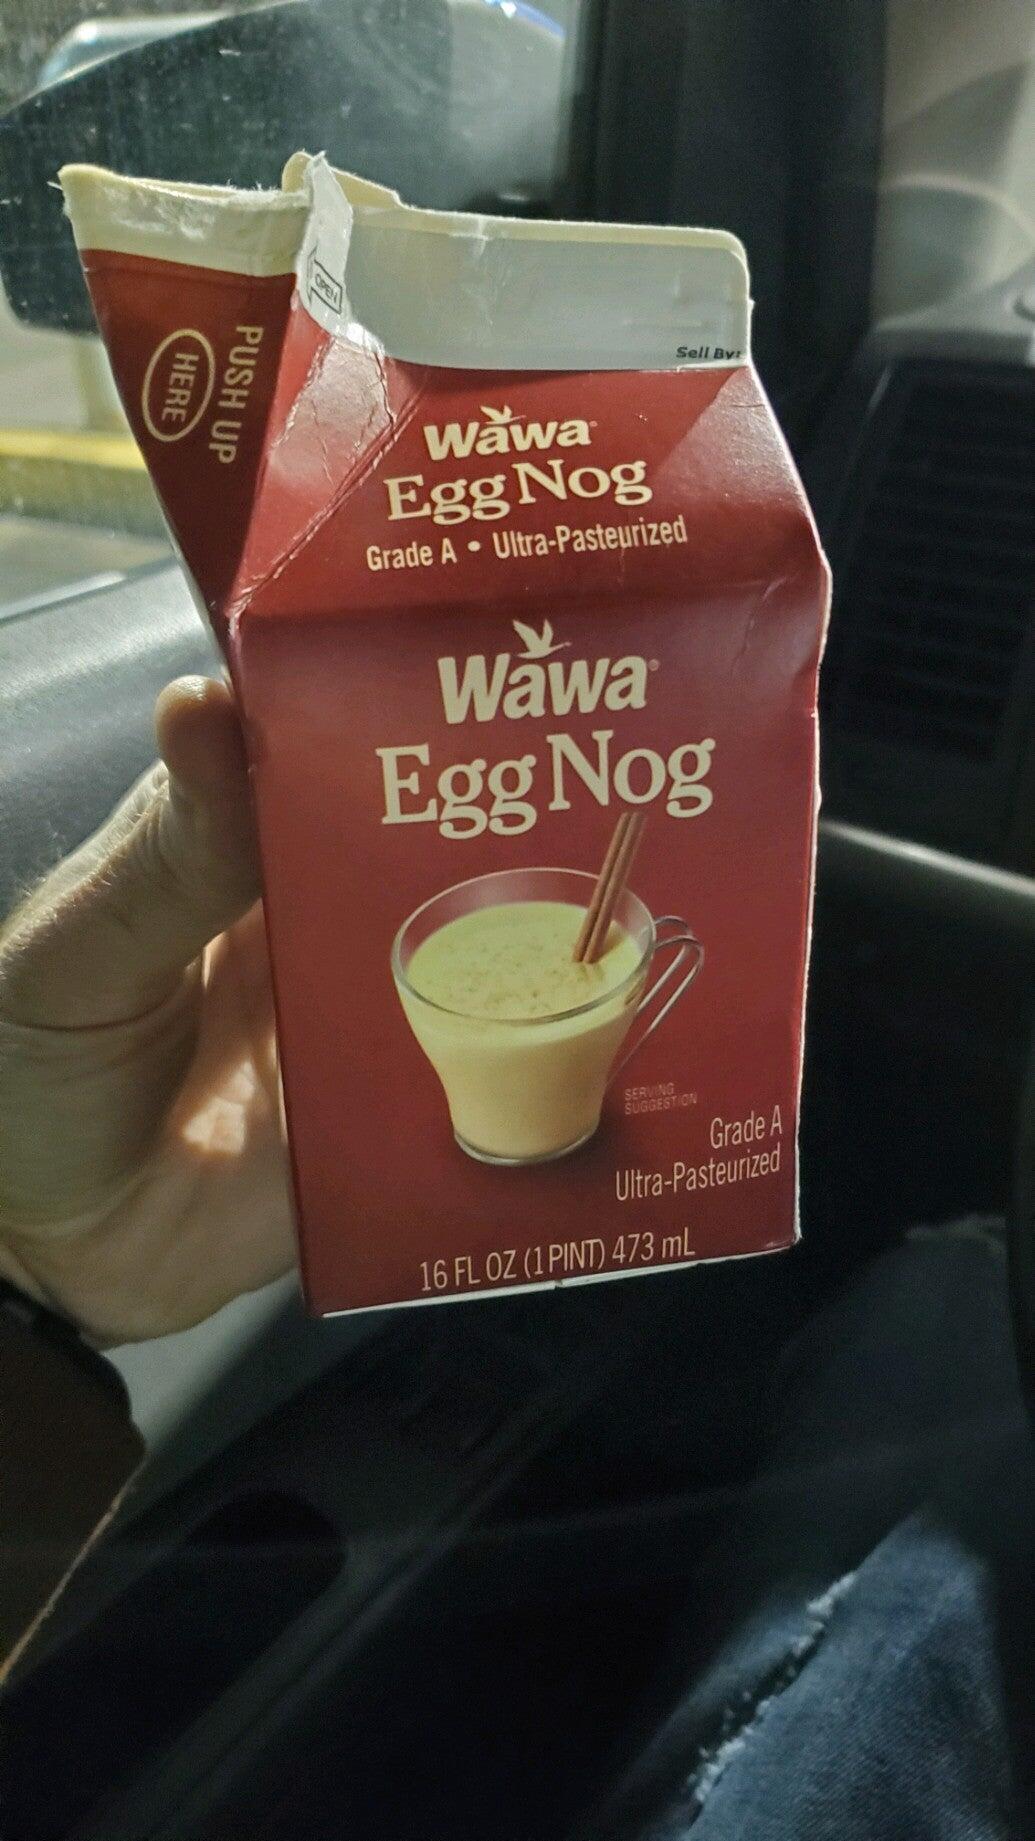 OPEN
PUSH UP
HERE
Sell By:
Wawa
Egg Nog
Grade A • Ultra-Pasteurized
Wawa®
Egg Nog
SERVING
SUGGESTION
Grade A
Ultra-Pasteurized
16 FL OZ (1 PINT) 473 mL